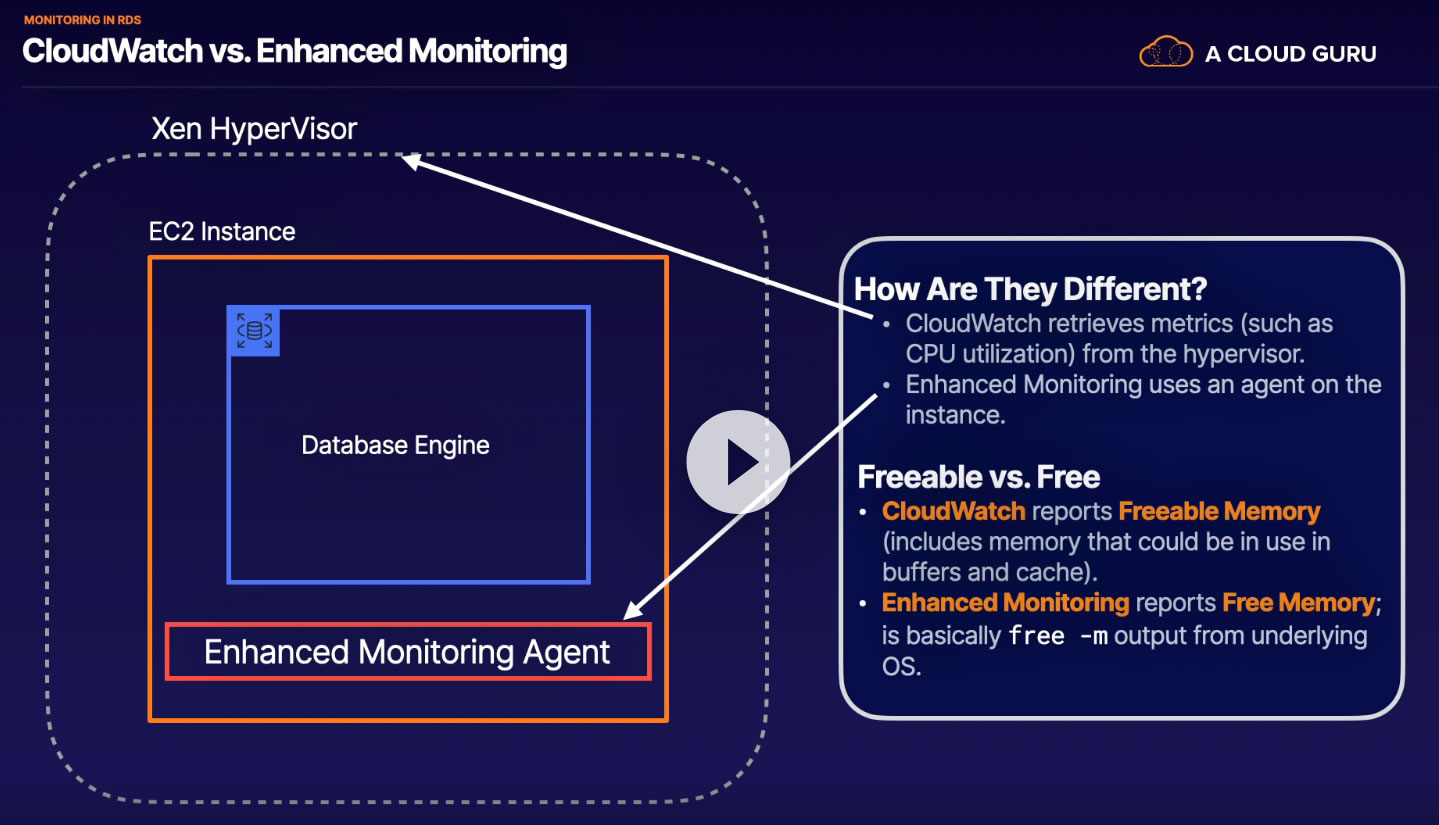 MONITORING IN RDS
CloudWatch vs. Enhanced Monitoring
A CLOUD GURU
Xen HyperVisor
EC2 Instance
Database Engine
Enhanced Monitoring Agent
How Are They Different?
• CloudWatch retrieves metrics (such as
CPU utilization) from the hypervisor.
• Enhanced Monitoring uses an agent on the
instance.
Freeable vs. Free
• CloudWatch reports Freeable Memory
(includes memory that could be in use in
buffers and cache).
• Enhanced Monitoring reports Free Memory;
is basically free -m output from underlying
OS.